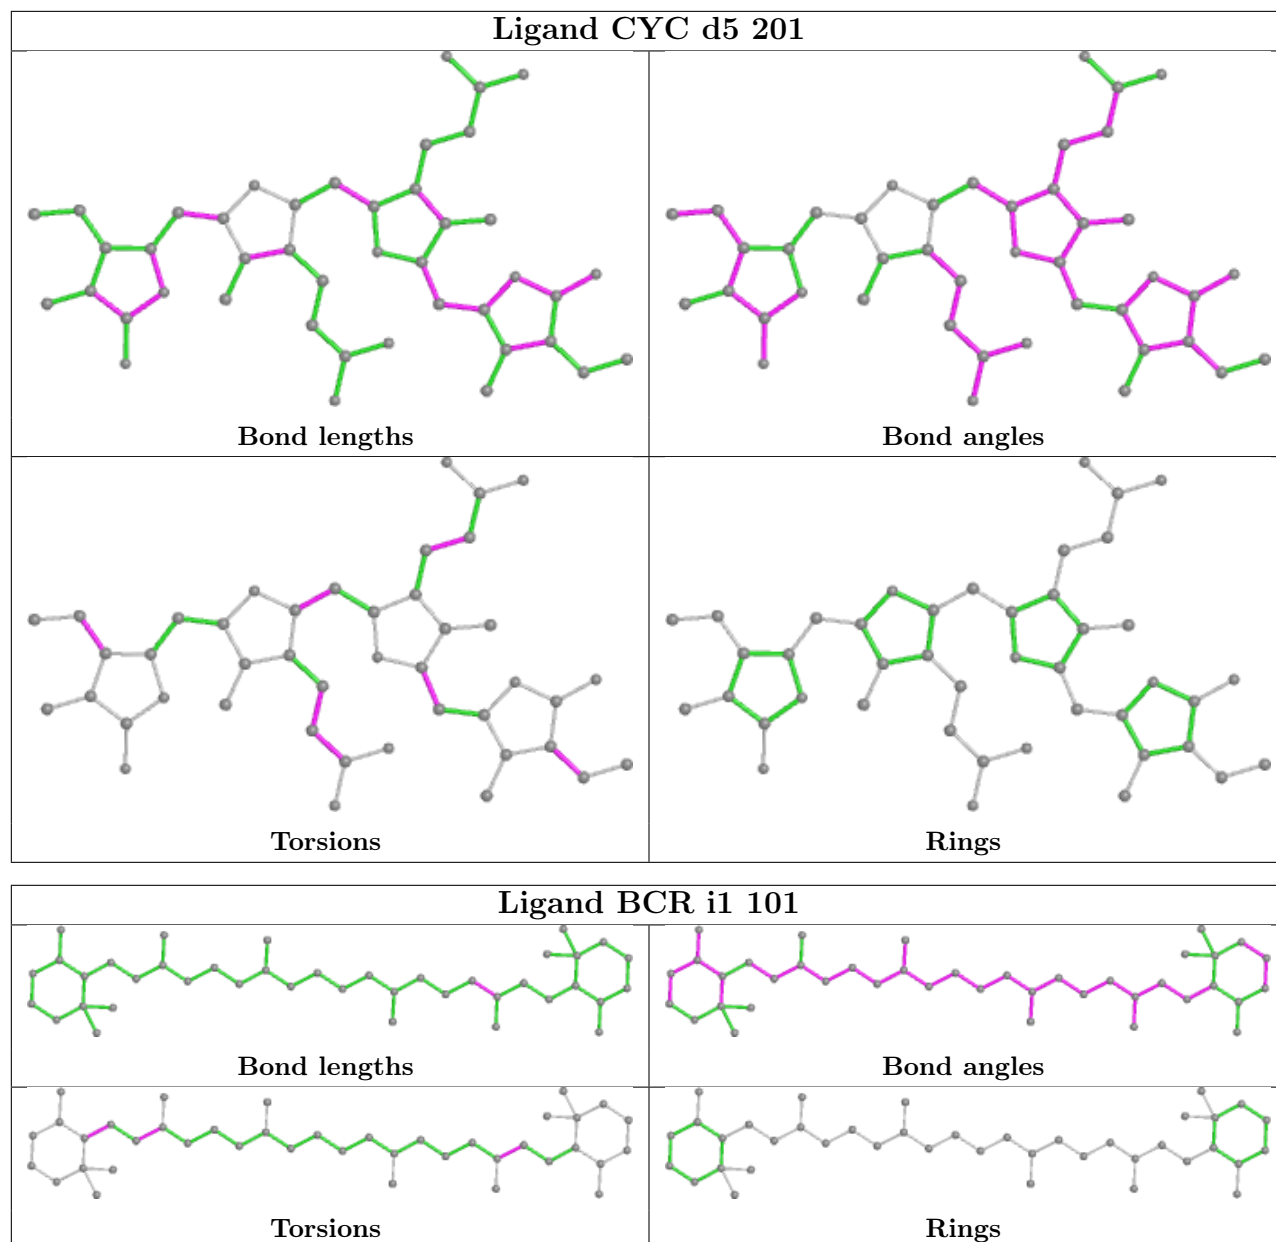 Ligand CYC d5 201
Bond lengths
Bond angles
Torsions
Rings
Ligand BCR i1 101
Bond lengths
Bond angles
Torsions
Rings